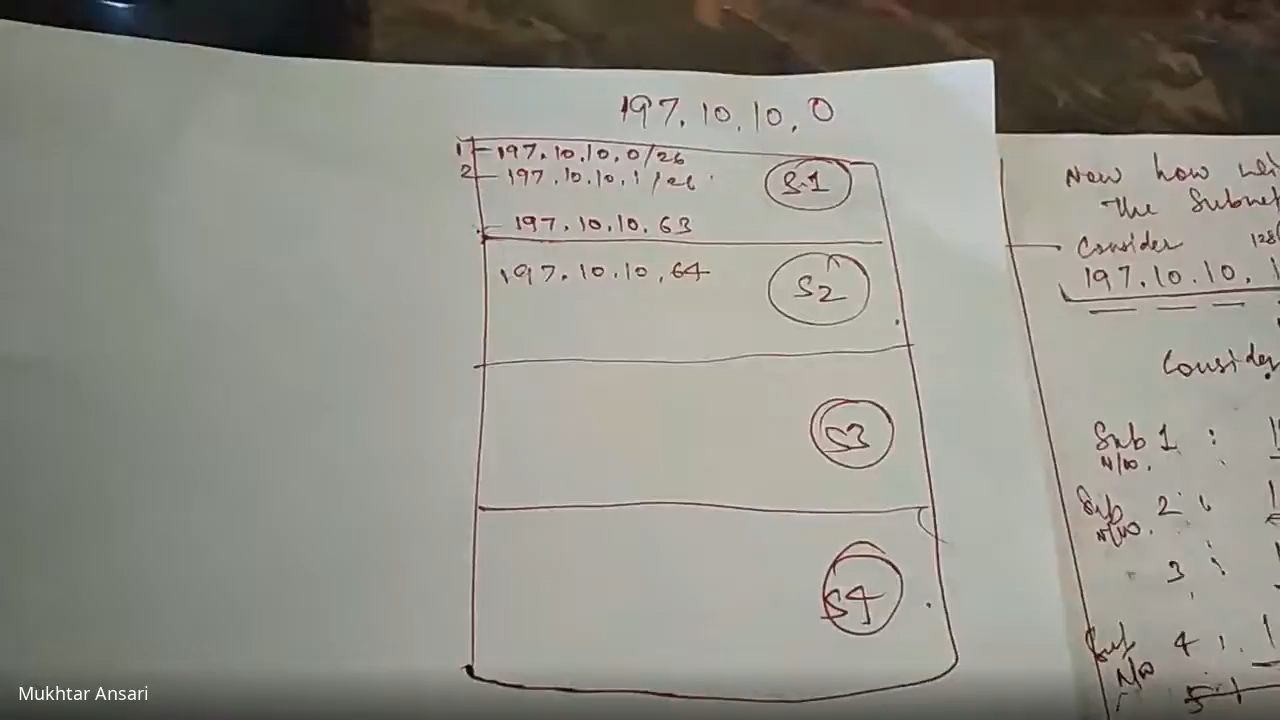 197.10.10.0
1 197.10.10.0/26
2 197.10.10.1/26
197.10.10.63
S.1
197.10.10.64
S2
S3
S4
Now how
The Subnet
Consider 128
197.10.10.1
Consider
Sub 1 :
N/W.
Sub 2 :
N/W.
3 :
Sub 4 :
N/W
5
Mukhtar Ansari